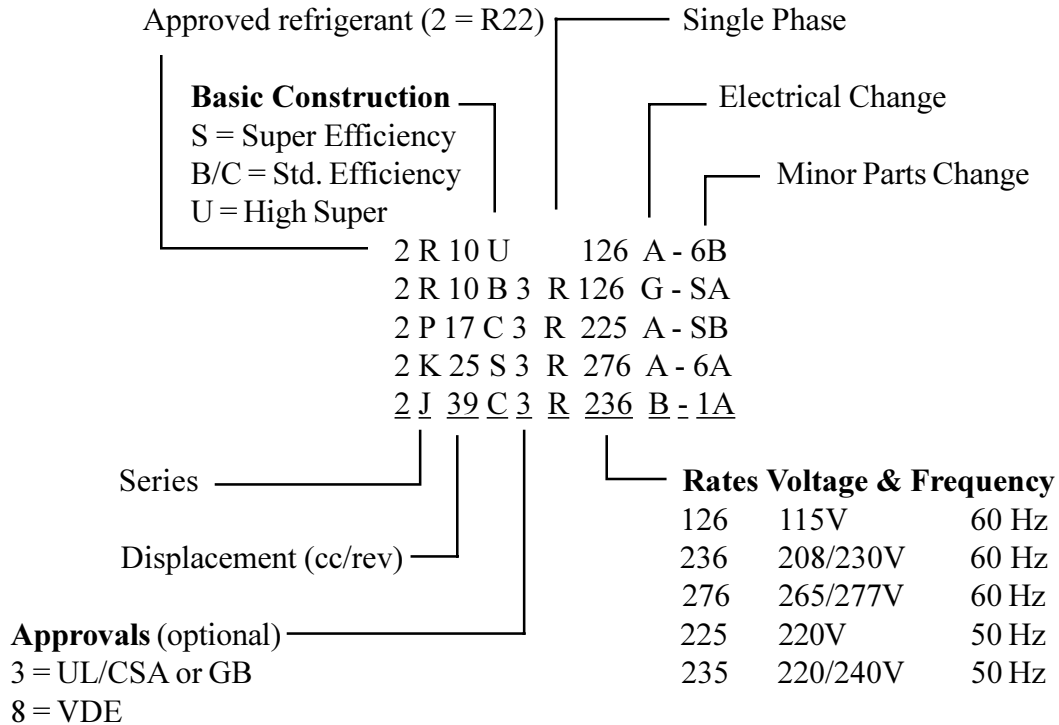 Approved refrigerant (2 = R22) Single Phase
Basic Construction Electrical Change
S = Super Efficiency
B/C = Std. Efficiency Minor Parts Change
U = High Super
2 R 10 U 126 A - 6B
2 R 10 B 3 R 126 G - SA
2 P 17 C 3 R 225 A - SB
2 K 25 S 3 R 276 A - 6A
2 J 39 C 3 R 236 B - 1A
Series Rates Voltage & Frequency
126 115V 60 Hz
Displacement (cc/rev) 236 208/230V 60 Hz
276 265/277V 60 Hz
Approvals (optional) 225 220V 50 Hz
3 = UL/CSA or GB 235 220/240V 50 Hz
8 = VDE